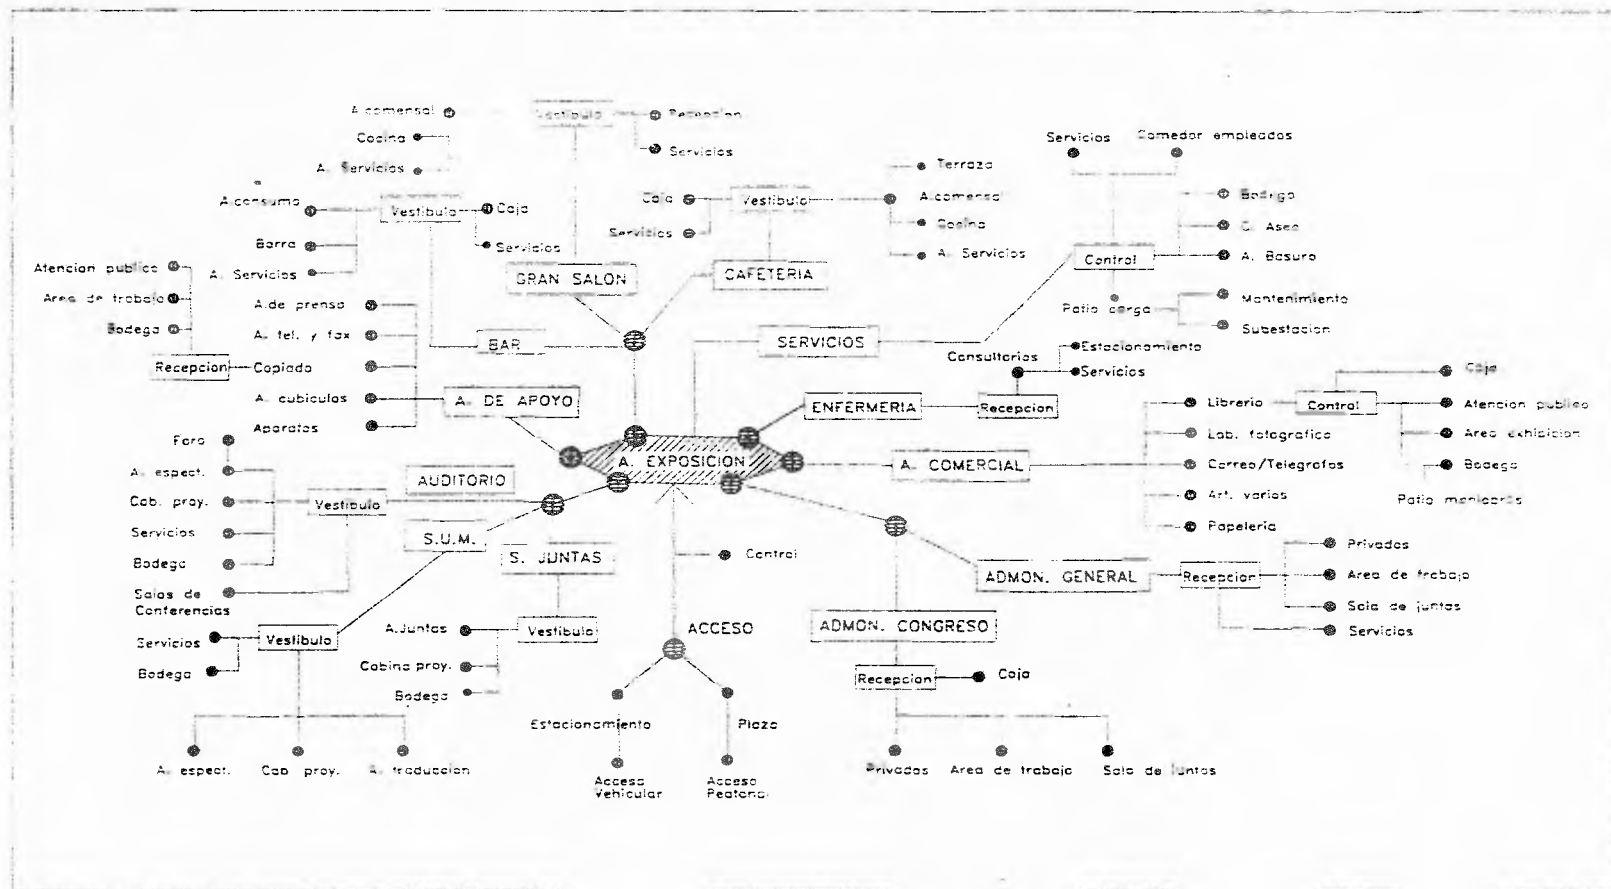 A.comensal
Vestibulo
Recepcion
Cocina
Servicios
A. Servicios
Servicios
Comedor empleados
Terraza
A.consumo
Vestibulo
Caja
Caja
Vestibulo
A.comensal
Bodega
Barra
Servicios
Servicios
Cocina
C. Aseo
Atencion publico
A. Servicios
GRAN SALON
CAFETERIA
A. Servicios
Control
A. Basura
Area de trabajo
A.de prensa
Patio carga
Mantenimiento
Bodega
A. tel. y fax
BAR
SERVICIOS
Subestacion
Recepcion
Copiado
Consultorios
Estacionamiento
Servicios
Caja
A. cubiculos
A. DE APOYO
ENFERMERIA
Recepcion
Libreria
Control
Atencion publico
Aparatos
Foro
Lab. fotografico
Area exhibicion
A. espect.
AUDITORIO
A. EXPOSICION
A. COMERCIAL
Correo/Telegrafos
Bodega
Cab. proy.
Vestibulo
Art. varios
Patio maniobras
Servicios
S.U.M.
Papeleria
Bodega
S. JUNTAS
Control
Privados
Salas de
Conferencias
ADMON. GENERAL
Recepcion
Area de trabajo
Sala de juntas
Servicios
Vestibulo
A.Juntas
Vestibulo
ACCESO
ADMON. CONGRESO
Servicios
Bodega
Cabina proy.
Recepcion
Caja
Bodega
Estacionamiento
Plaza
A. espect.
Cab. proy.
A. traduccion
Acceso
Vehicular
Acceso
Peatonal
Privados
Area de trabajo
Sala de juntas